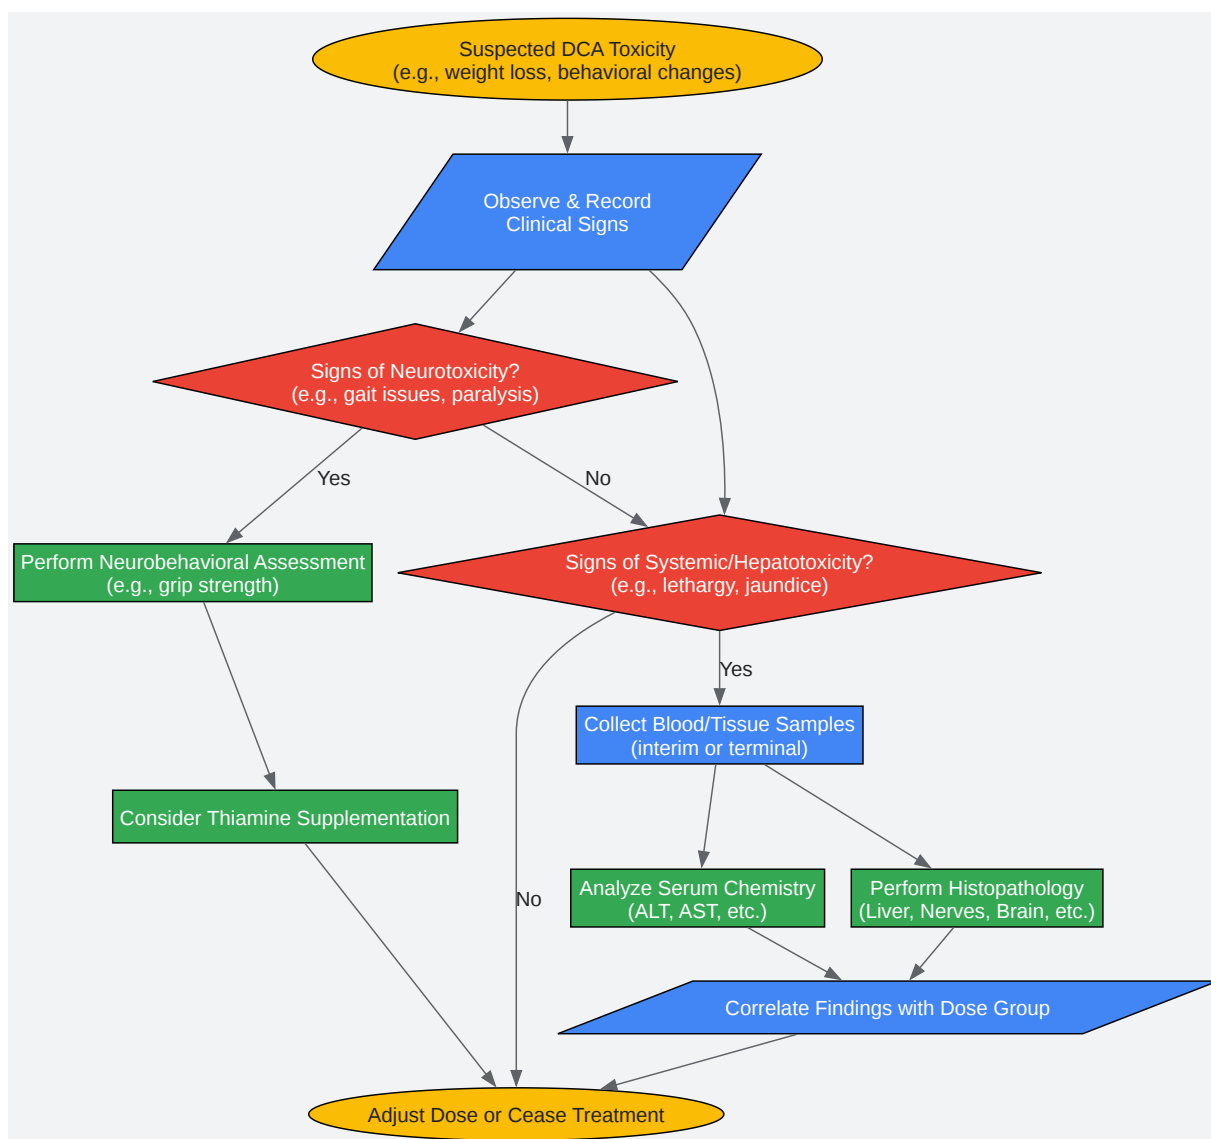 Suspected DCA Toxicity
(e.g., weight loss, behavioral changes)
Observe & Record
Clinical Signs
Signs of Neurotoxicity?
(e.g., gait issues, paralysis)
Yes
No
Perform Neurobehavioral Assessment
(e.g., grip strength)
Signs of Systemic/Hepatotoxicity?
(e.g., lethargy, jaundice)
Yes
Collect Blood/Tissue Samples
(interim or terminal)
Consider Thiamine Supplementation
No
Analyze Serum Chemistry
(ALT, AST, etc.)
Perform Histopathology
(Liver, Nerves, Brain, etc.)
Correlate Findings with Dose Group
Adjust Dose or Cease Treatment